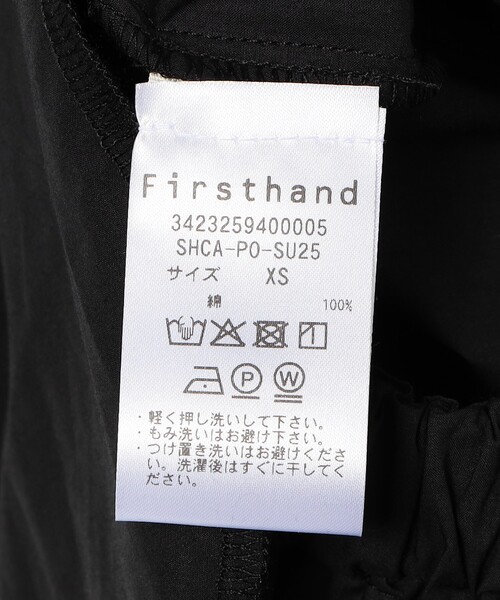 Firsthand
3423259400005
SHCA-PO-SU25
サイズ XS
綿 100%
P W
・軽く押し洗いして下さい。
・もみ洗いはお避け下さい。
・つけ置き洗いはお避けくださ
い。洗濯後はすぐに干してく
ださい。